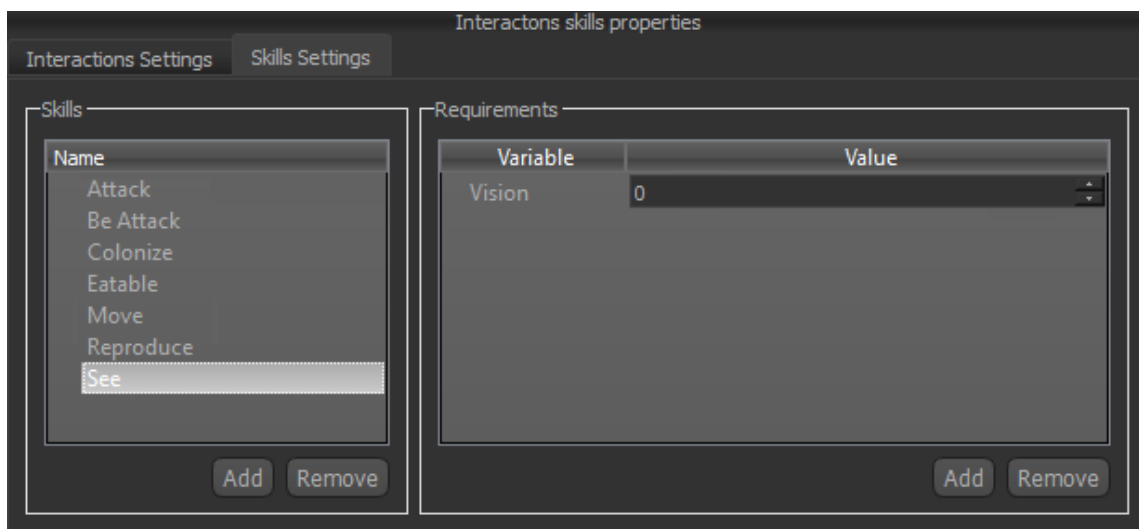 Interactons skills properties
Interactions Settings Skills Settings
Skills
Name
Attack
Be Attack
Colonize
Eatable
Move
Reproduce
See
Add Remove
Requirements
Variable Value
Vision 0
Add Remove